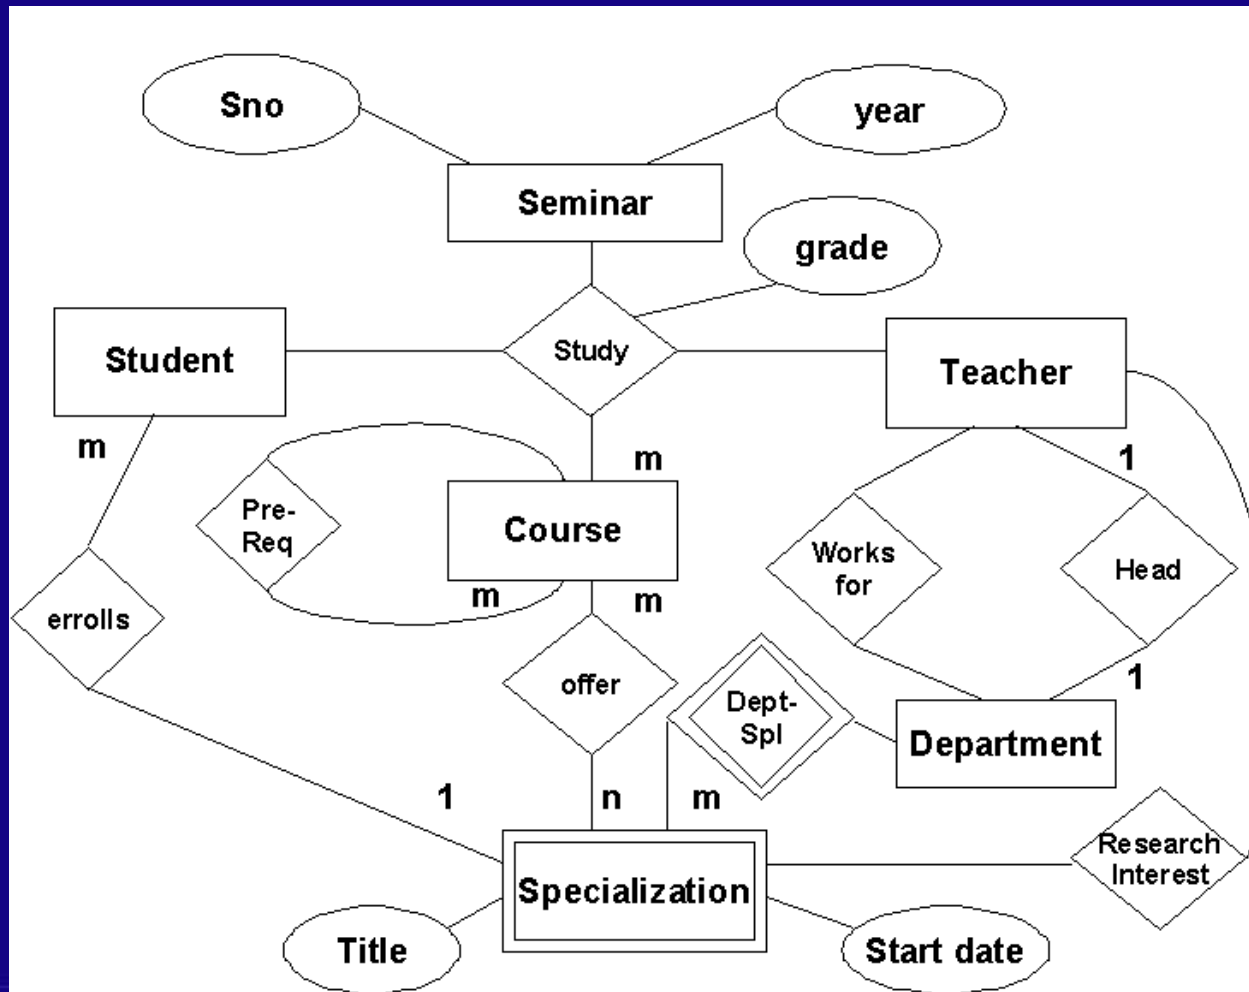 Sno
year
Seminar
grade
Study
Student
Teacher
m
m
1
Pre-
Req
Course
Works
for
Head
m
m
errolls
offer
Dept-
Spl
1
Department
1
n
m
Research
Interest
Specialization
Title
Start date